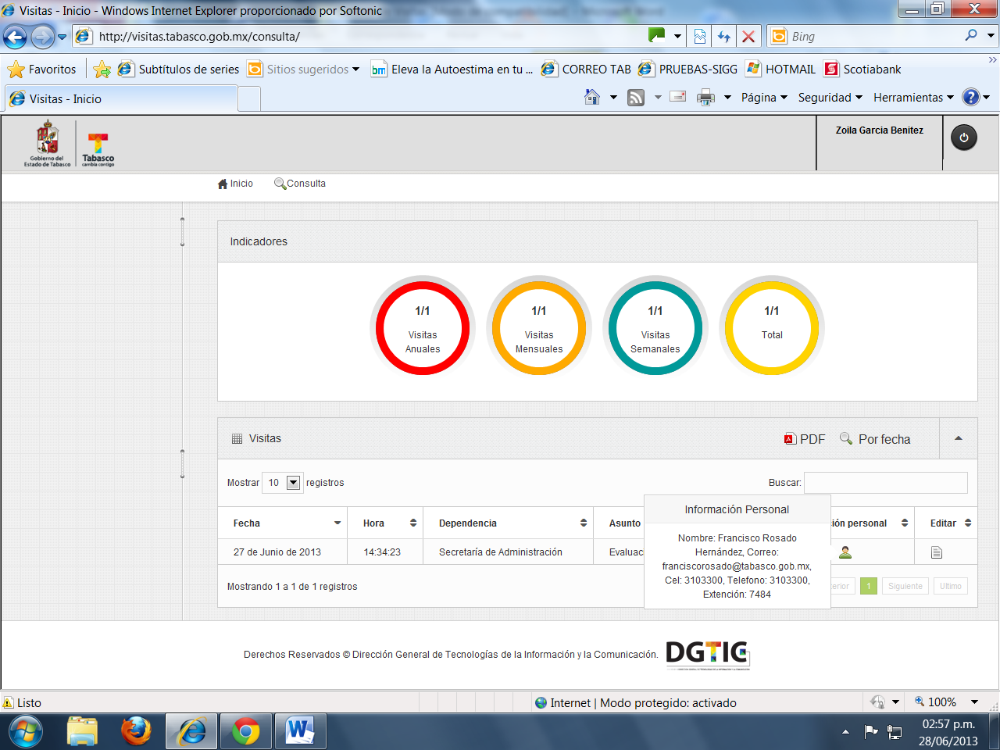 Visitas - Inicio - Windows Internet Explorer proporcionado por Softonic
http://visitas.tabasco.gob.mx/consulta/
Bing
Favoritos
Subtítulos de series
Sitios sugeridos
bm
Eleva la Autoestima en tu ...
CORREO TAB
PRUEBAS-SIGG
HOTMAIL
Scotiabank
Visitas - Inicio
Página
Seguridad
Herramientas
Gobierno del
Estado de Tabasco
Tabasco
cambia contigo
Zoila Garcia Benitez
Inicio
Consulta
Indicadores
1/1
Visitas
Anuales
1/1
Visitas
Mensuales
1/1
Visitas
Semanales
1/1
Total
Visitas
PDF
Por fecha
Mostrar 10 registros
Buscar:
Fecha
Hora
Dependencia
Asunto
ión personal
Editar
27 de Junio de 2013
14:34:23
Secretaría de Administración
Evaluac
Información Personal
Nombre: Francisco Rosado
Hernández, Correo:
franciscorosado@tabasco.gob.mx,
Cel: 3103300, Telefono: 3103300,
Extención: 7484
Mostrando 1 a 1 de 1 registros
erior
1
Siguiente
Ultimo
Derechos Reservados © Dirección General de Tecnologías de la Información y la Comunicación.
DGTIC
Listo
Internet | Modo protegido: activado
100%
02:57 p.m.
28/06/2013